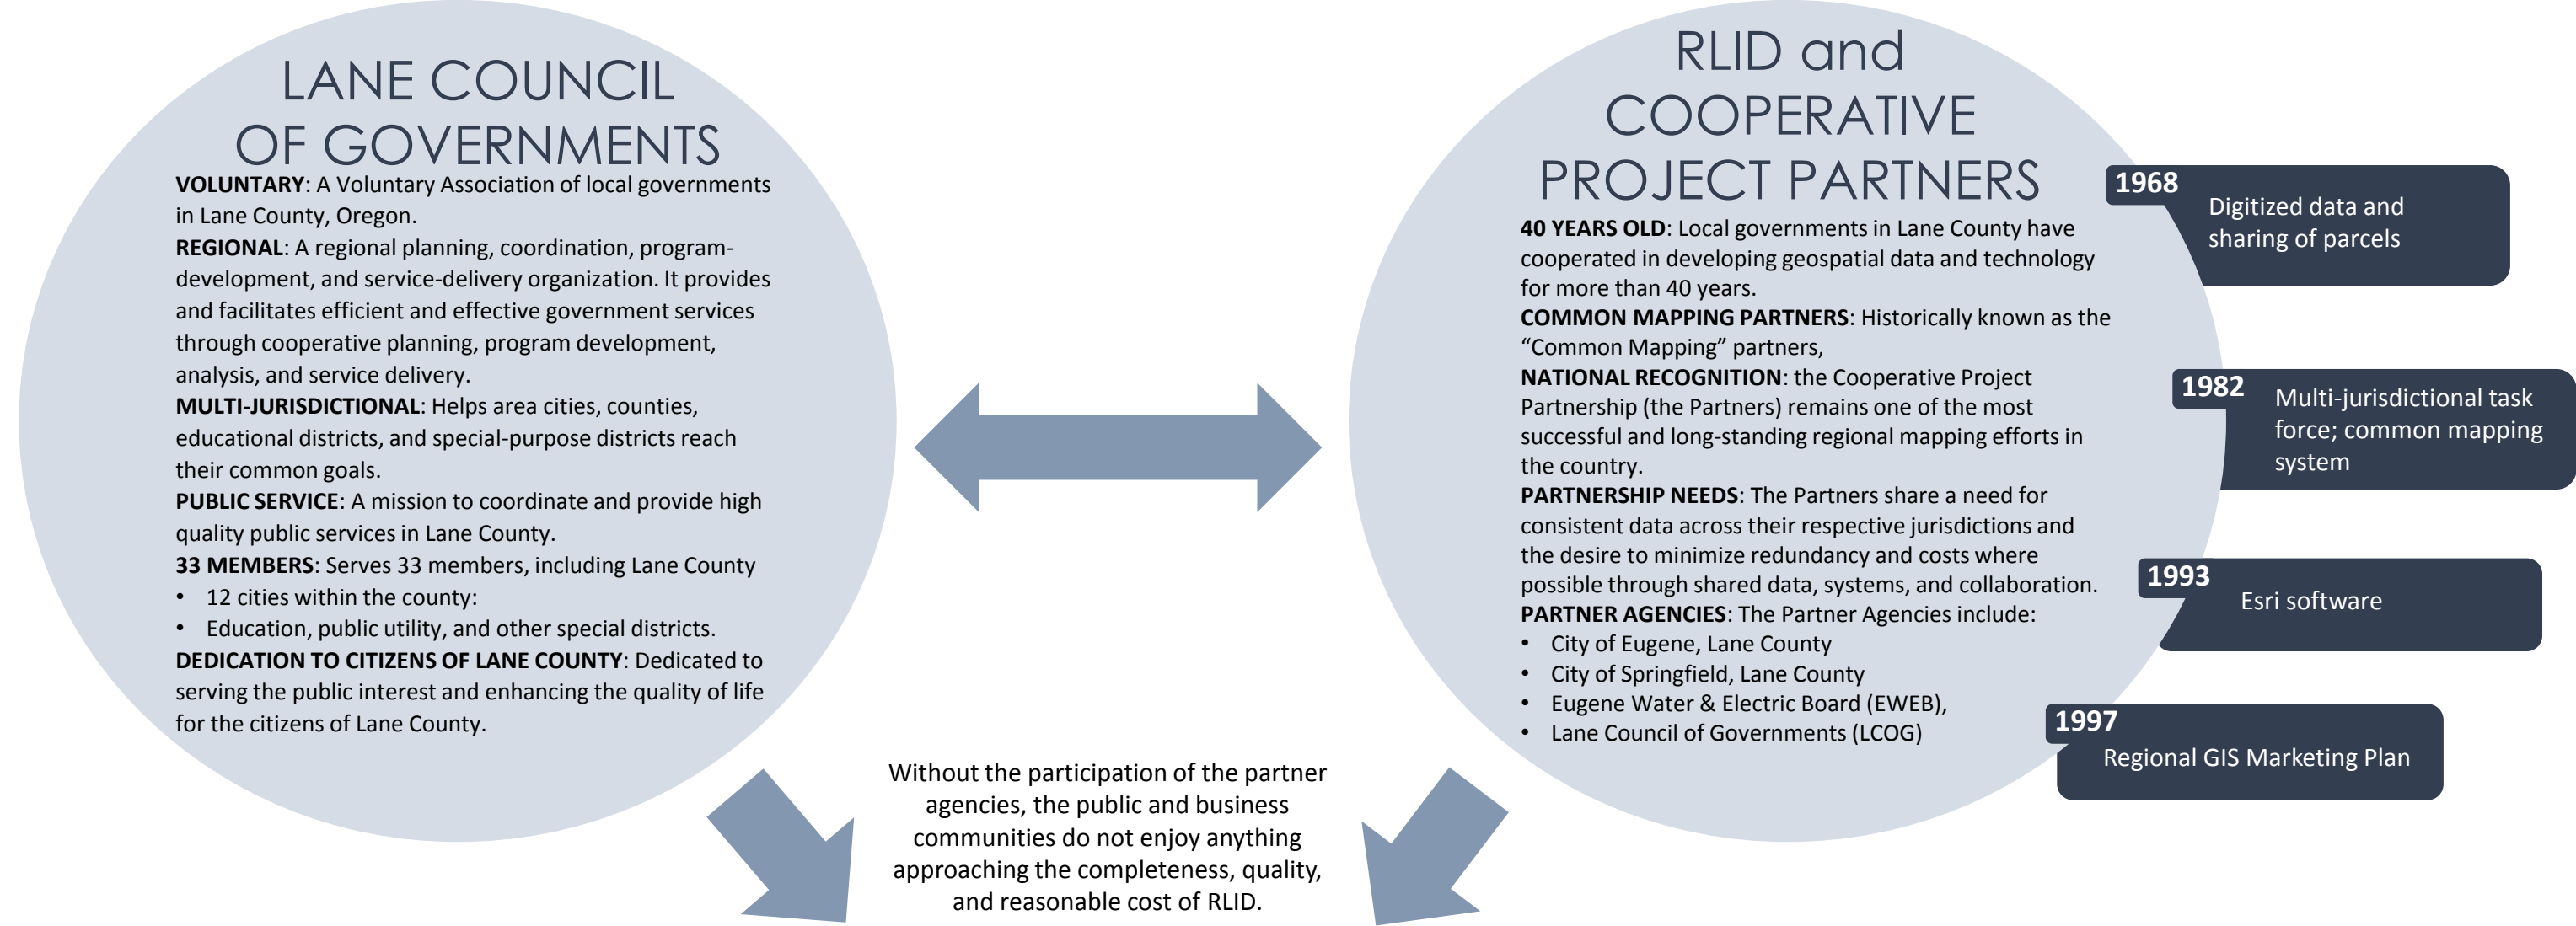 LANE COUNCIL
OF GOVERNMENTS
VOLUNTARY: A Voluntary Association of local governments
in Lane County, Oregon.
REGIONAL: A regional planning, coordination, program-
development, and service-delivery organization. It provides
and facilitates efficient and effective government services
through cooperative planning, program development,
analysis, and service delivery.
MULTI-JURISDICTIONAL: Helps area cities, counties,
educational districts, and special-purpose districts reach
their common goals.
PUBLIC SERVICE: A mission to coordinate and provide high
quality public services in Lane County.
33 MEMBERS: Serves 33 members, including Lane County
• 12 cities within the county:
• Education, public utility, and other special districts.
DEDICATION TO CITIZENS OF LANE COUNTY: Dedicated to
serving the public interest and enhancing the quality of life
for the citizens of Lane County.
Without the participation of the partner
agencies, the public and business
communities do not enjoy anything
approaching the completeness, quality,
and reasonable cost of RLID.
RLID and
COOPERATIVE
PROJECT PARTNERS
40 YEARS OLD: Local governments in Lane County have
cooperated in developing geospatial data and technology
for more than 40 years.
COMMON MAPPING PARTNERS: Historically known as the
“Common Mapping” partners,
NATIONAL RECOGNITION: the Cooperative Project
Partnership (the Partners) remains one of the most
successful and long-standing regional mapping efforts in
the country.
PARTNERSHIP NEEDS: The Partners share a need for
consistent data across their respective jurisdictions and
the desire to minimize redundancy and costs where
possible through shared data, systems, and collaboration.
PARTNER AGENCIES: The Partner Agencies include:
• City of Eugene, Lane County
• City of Springfield, Lane County
• Eugene Water & Electric Board (EWEB),
• Lane Council of Governments (LCOG)
1968
Digitized data and
sharing of parcels
1982
Multi-jurisdictional task
force; common mapping
system
1993
Esri software
1997
Regional GIS Marketing Plan